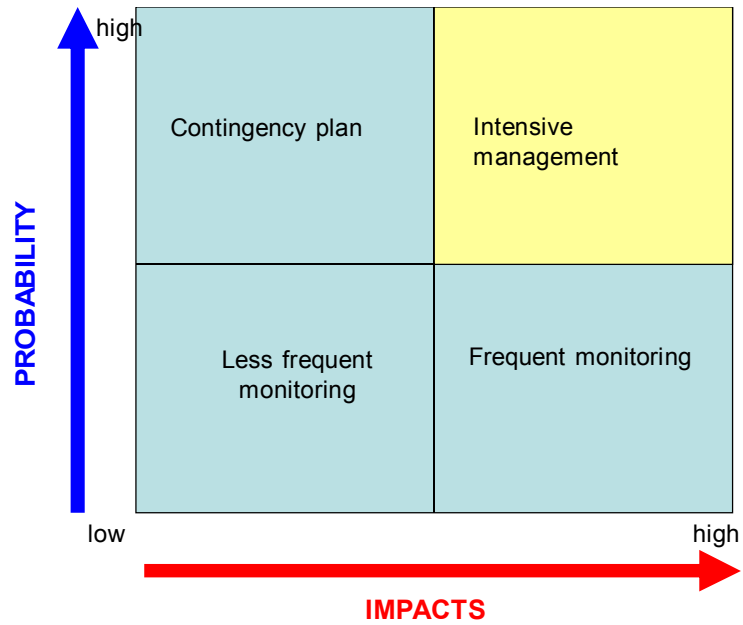 high
Contingency plan
Intensive
management
PROBABILITY
Less frequent
monitoring
Frequent monitoring
low
high
IMPACTS